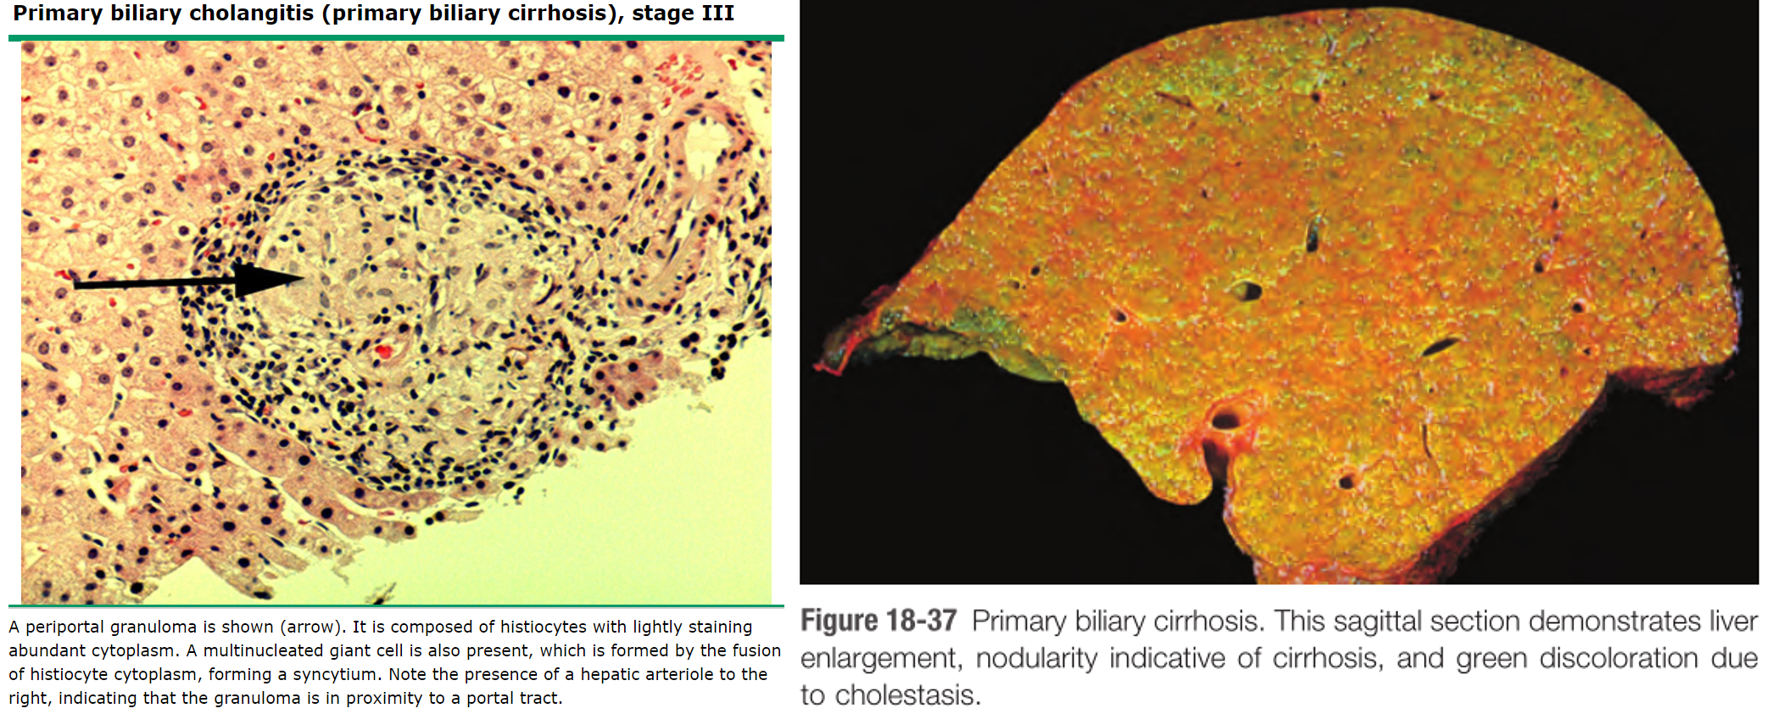 Primary biliary cholangitis (primary biliary cirrhosis), stage III
A periportal granuloma is shown (arrow). It is composed of histiocytes with lightly staining
abundant cytoplasm. A multinucleated giant cell is also present, which is formed by the fusion
of histiocyte cytoplasm, forming a syncytium. Note the presence of a hepatic arteriole to the
right, indicating that the granuloma is in proximity to a portal tract.
Figure 18-37 Primary biliary cirrhosis. This sagittal section demonstrates liver
enlargement, nodularity indicative of cirrhosis, and green discoloration due
to cholestasis.